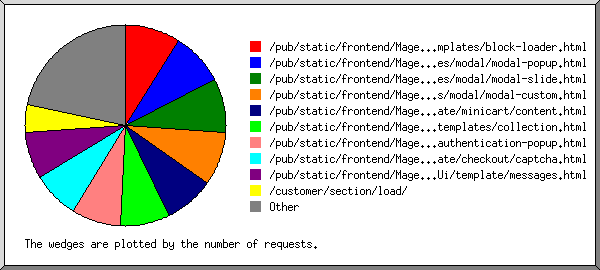 /pub/static/frontend/Mage...mplates/block-loader.html
/pub/static/frontend/Mage...es/modal/modal-popup.html
/pub/static/frontend/Mage...es/modal/modal-slide.html
/pub/static/frontend/Mage...s/modal/modal-custom.html
/pub/static/frontend/Mage...ate/minicart/content.html
/pub/static/frontend/Mage...templates/collection.html
/pub/static/frontend/Mage...authentication-popup.html
/pub/static/frontend/Mage...ate/checkout/captcha.html
/pub/static/frontend/Mage...Ui/template/messages.html
/customer/section/load/
Other
The wedges are plotted by the number of requests.